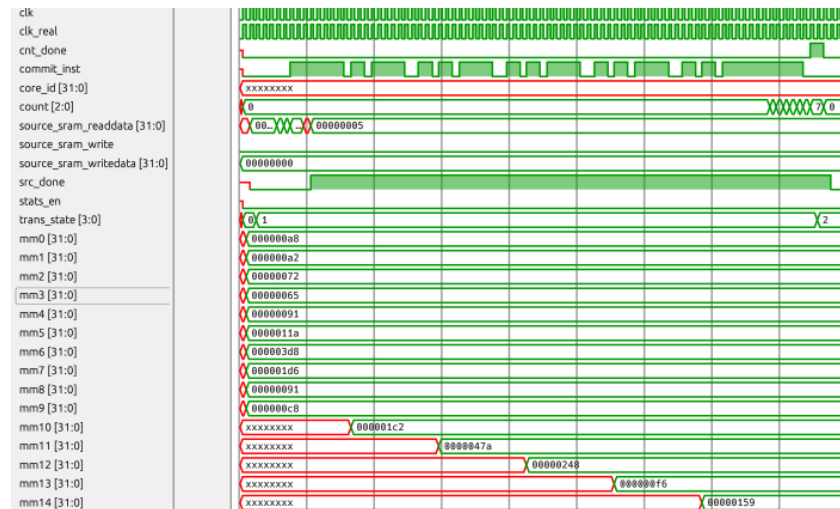 clk
clk_real
cnt_done
commit_inst
core_id [31:0] xxxxxxxx
count [2:0] 0 7 0
source_sram_readdata [31:0] 00… … 00000005
source_sram_write
source_sram_writedata [31:0] 00000000
src_done
stats_en
trans_state [3:0] 0 1 2
mm0 [31:0] 000000a8
mm1 [31:0] 000000a2
mm2 [31:0] 00000072
mm3 [31:0] 00000065
mm4 [31:0] 00000091
mm5 [31:0] 0000011a
mm6 [31:0] 000003d8
mm7 [31:0] 000001d6
mm8 [31:0] 00000091
mm9 [31:0] 000000c8
mm10 [31:0] xxxxxxxx 000001c2
mm11 [31:0] xxxxxxxx 0000047a
mm12 [31:0] xxxxxxxx 00000248
mm13 [31:0] xxxxxxxx 000000f6
mm14 [31:0] xxxxxxxx 00000159